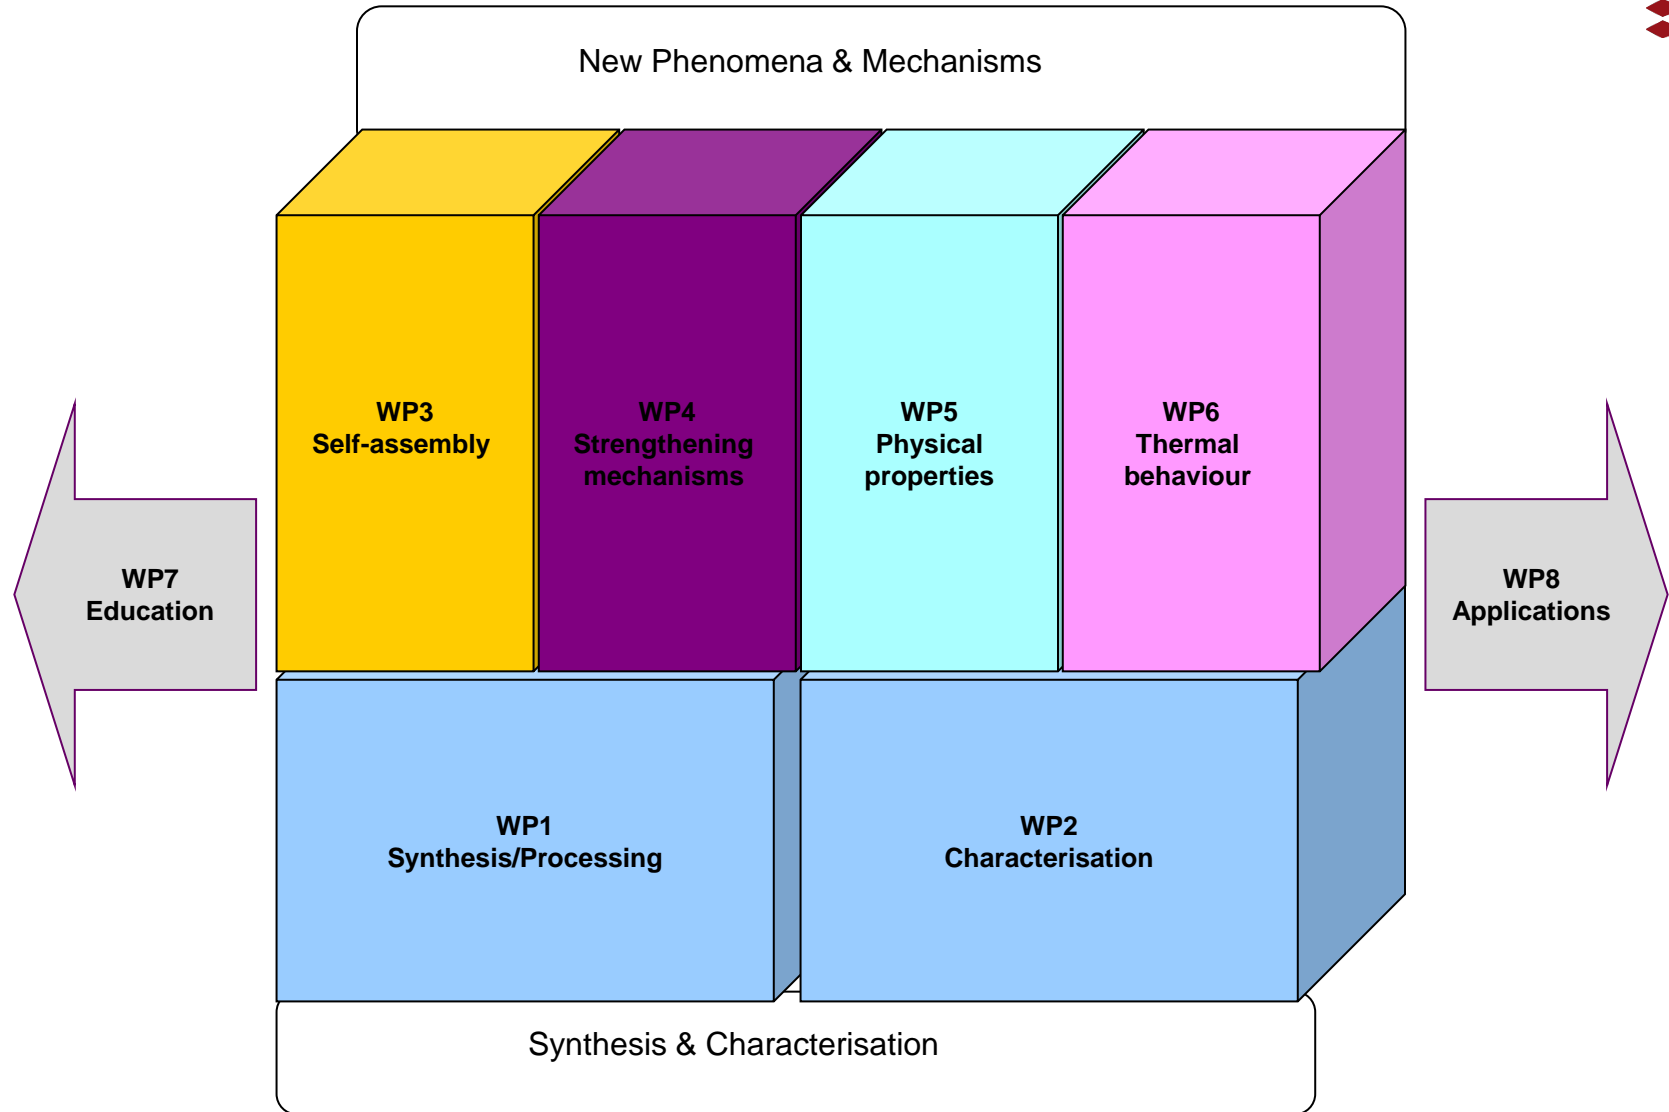 New Phenomena & Mechanisms
WP3
Self-assembly
WP4
Strengthening
mechanisms
WP5
Physical
properties
WP6
Thermal
behaviour
WP7
Education
WP8
Applications
WP1
Synthesis/Processing
WP2
Characterisation
Synthesis & Characterisation